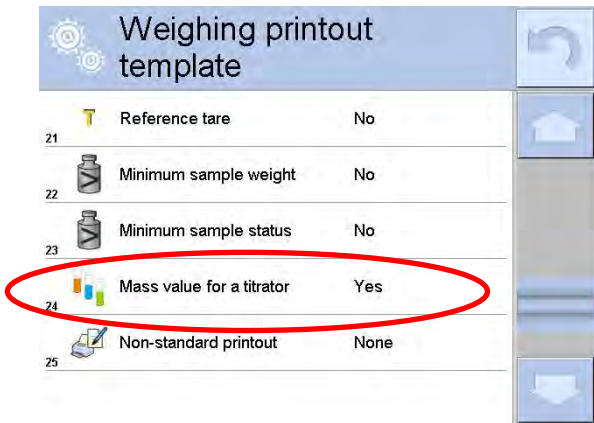 Weighing printout
template
21 Reference tare No
22 Minimum sample weight No
23 Minimum sample status No
24 Mass value for a titrator Yes
25 Non-standard printout None